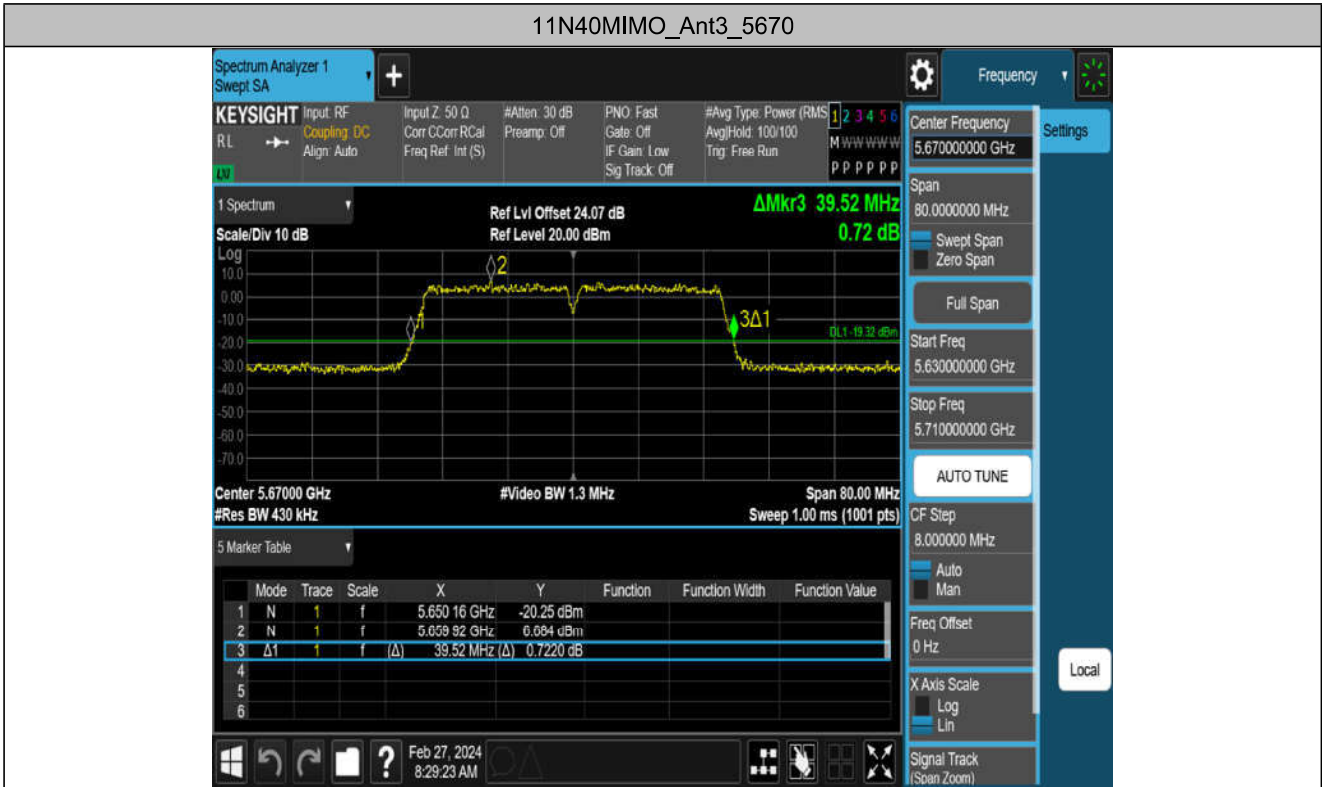 11N40MIMO_Ant3_5670
Spectrum Analyzer 1
Swept SA
+
Frequency
KEYSIGHT
RL
LXI
Input: RF
Coupling: DC
Align: Auto
Input Z: 50 Ω
Corr CCorr RCal
Freq Ref: Int (S)
#Atten: 30 dB
Preamp: Off
PNO: Fast
Gate: Off
IF Gain: Low
Sig Track: Off
#Avg Type: Power (RMS
Avg|Hold: 100/100
Trig: Free Run
1 2 3 4 5 6
M W W W W W
P P P P P P
Center Frequency
5.670000000 GHz
Settings
Span
80.0000000 MHz
Swept Span
Zero Span
Full Span
Start Freq
5.630000000 GHz
Stop Freq
5.710000000 GHz
AUTO TUNE
CF Step
8.000000 MHz
Auto
Man
Freq Offset
0 Hz
X Axis Scale
Log
Lin
Signal Track
(Span Zoom)
Local
1 Spectrum
Scale/Div 10 dB
Ref Lvl Offset 24.07 dB
Ref Level 20.00 dBm
ΔMkr3 39.52 MHz
0.72 dB
Log
10.0
0.00
-10.0
-20.0
-30.0
-40.0
-50.0
-60.0
-70.0
2
1
3Δ1
DL1 -19.32 dBm
Center 5.67000 GHz
#Video BW 1.3 MHz
Span 80.00 MHz
#Res BW 430 kHz
Sweep 1.00 ms (1001 pts)
5 Marker Table
Mode Trace Scale X Y Function Function Width Function Value
1 N 1 f 5.650 16 GHz -20.25 dBm
2 N 1 f 5.659 92 GHz 6.684 dBm
3 Δ1 1 f (Δ) 39.52 MHz (Δ) 0.7220 dB
4
5
6
?
Feb 27, 2024
8:29:23 AM